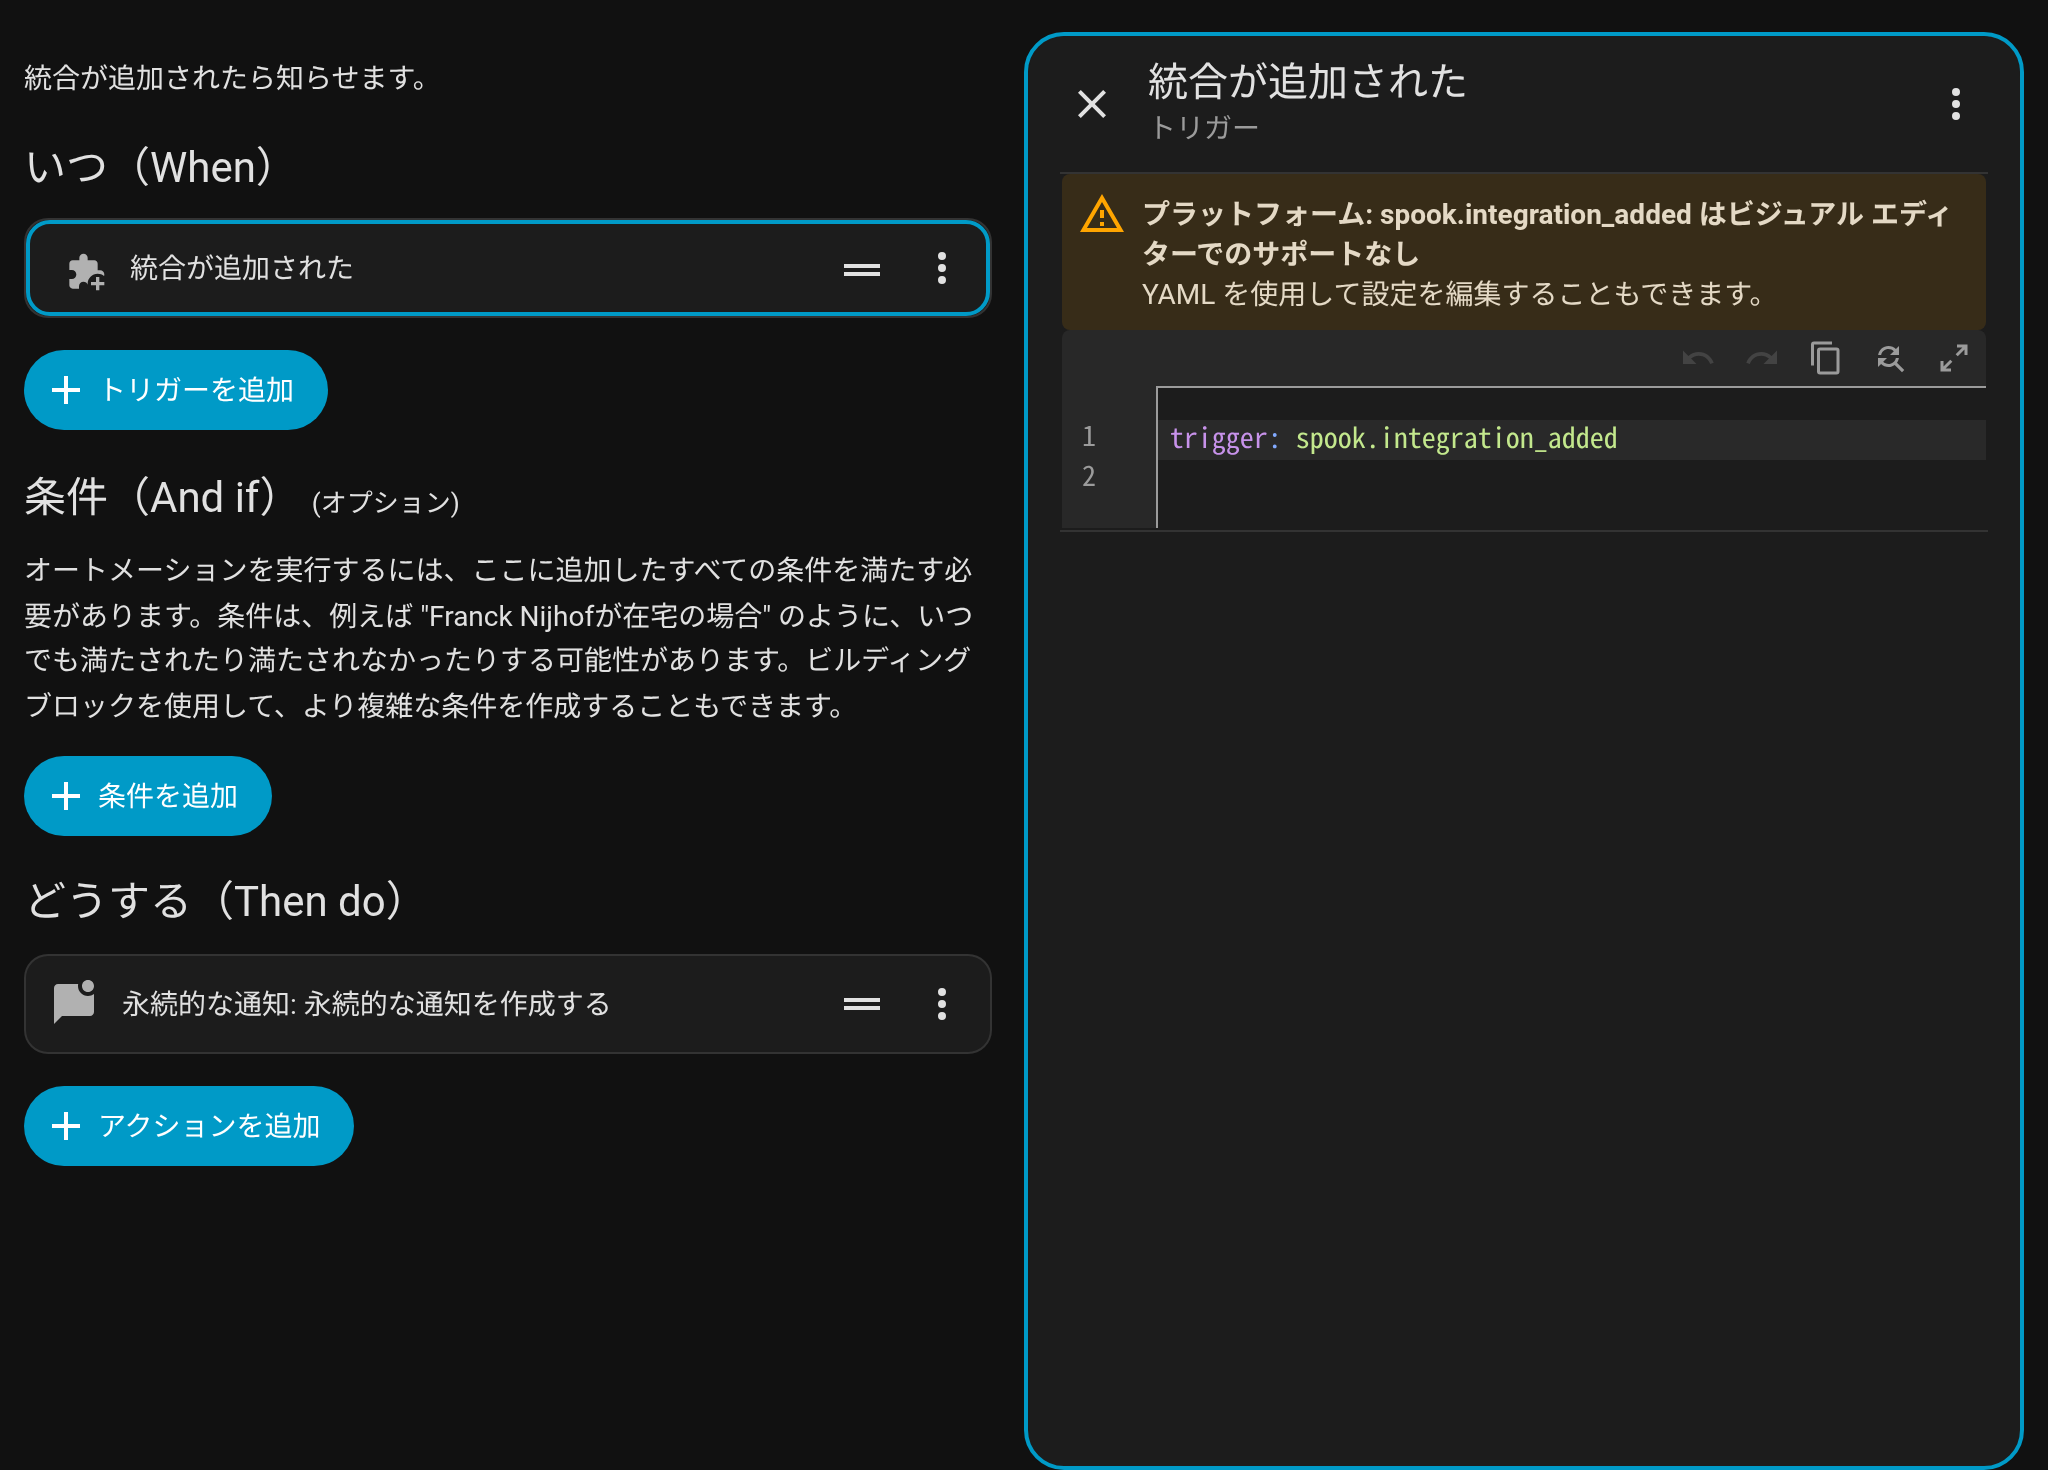 統合が追加されたら知らせます。
いつ（When）
統合が追加された
トリガーを追加
条件（And if） (オプション)
オートメーションを実行するには、ここに追加したすべての条件を満たす必
要があります。条件は、例えば "Franck Nijhofが在宅の場合" のように、いつ
でも満たされたり満たされなかったりする可能性があります。ビルディング
ブロックを使用して、より複雑な条件を作成することもできます。
条件を追加
どうする（Then do）
永続的な通知: 永続的な通知を作成する
アクションを追加
統合が追加された
トリガー
プラットフォーム: spook.integration_added はビジュアル エディ
ターでのサポートなし
YAML を使用して設定を編集することもできます。
1 trigger: spook.integration_added
2